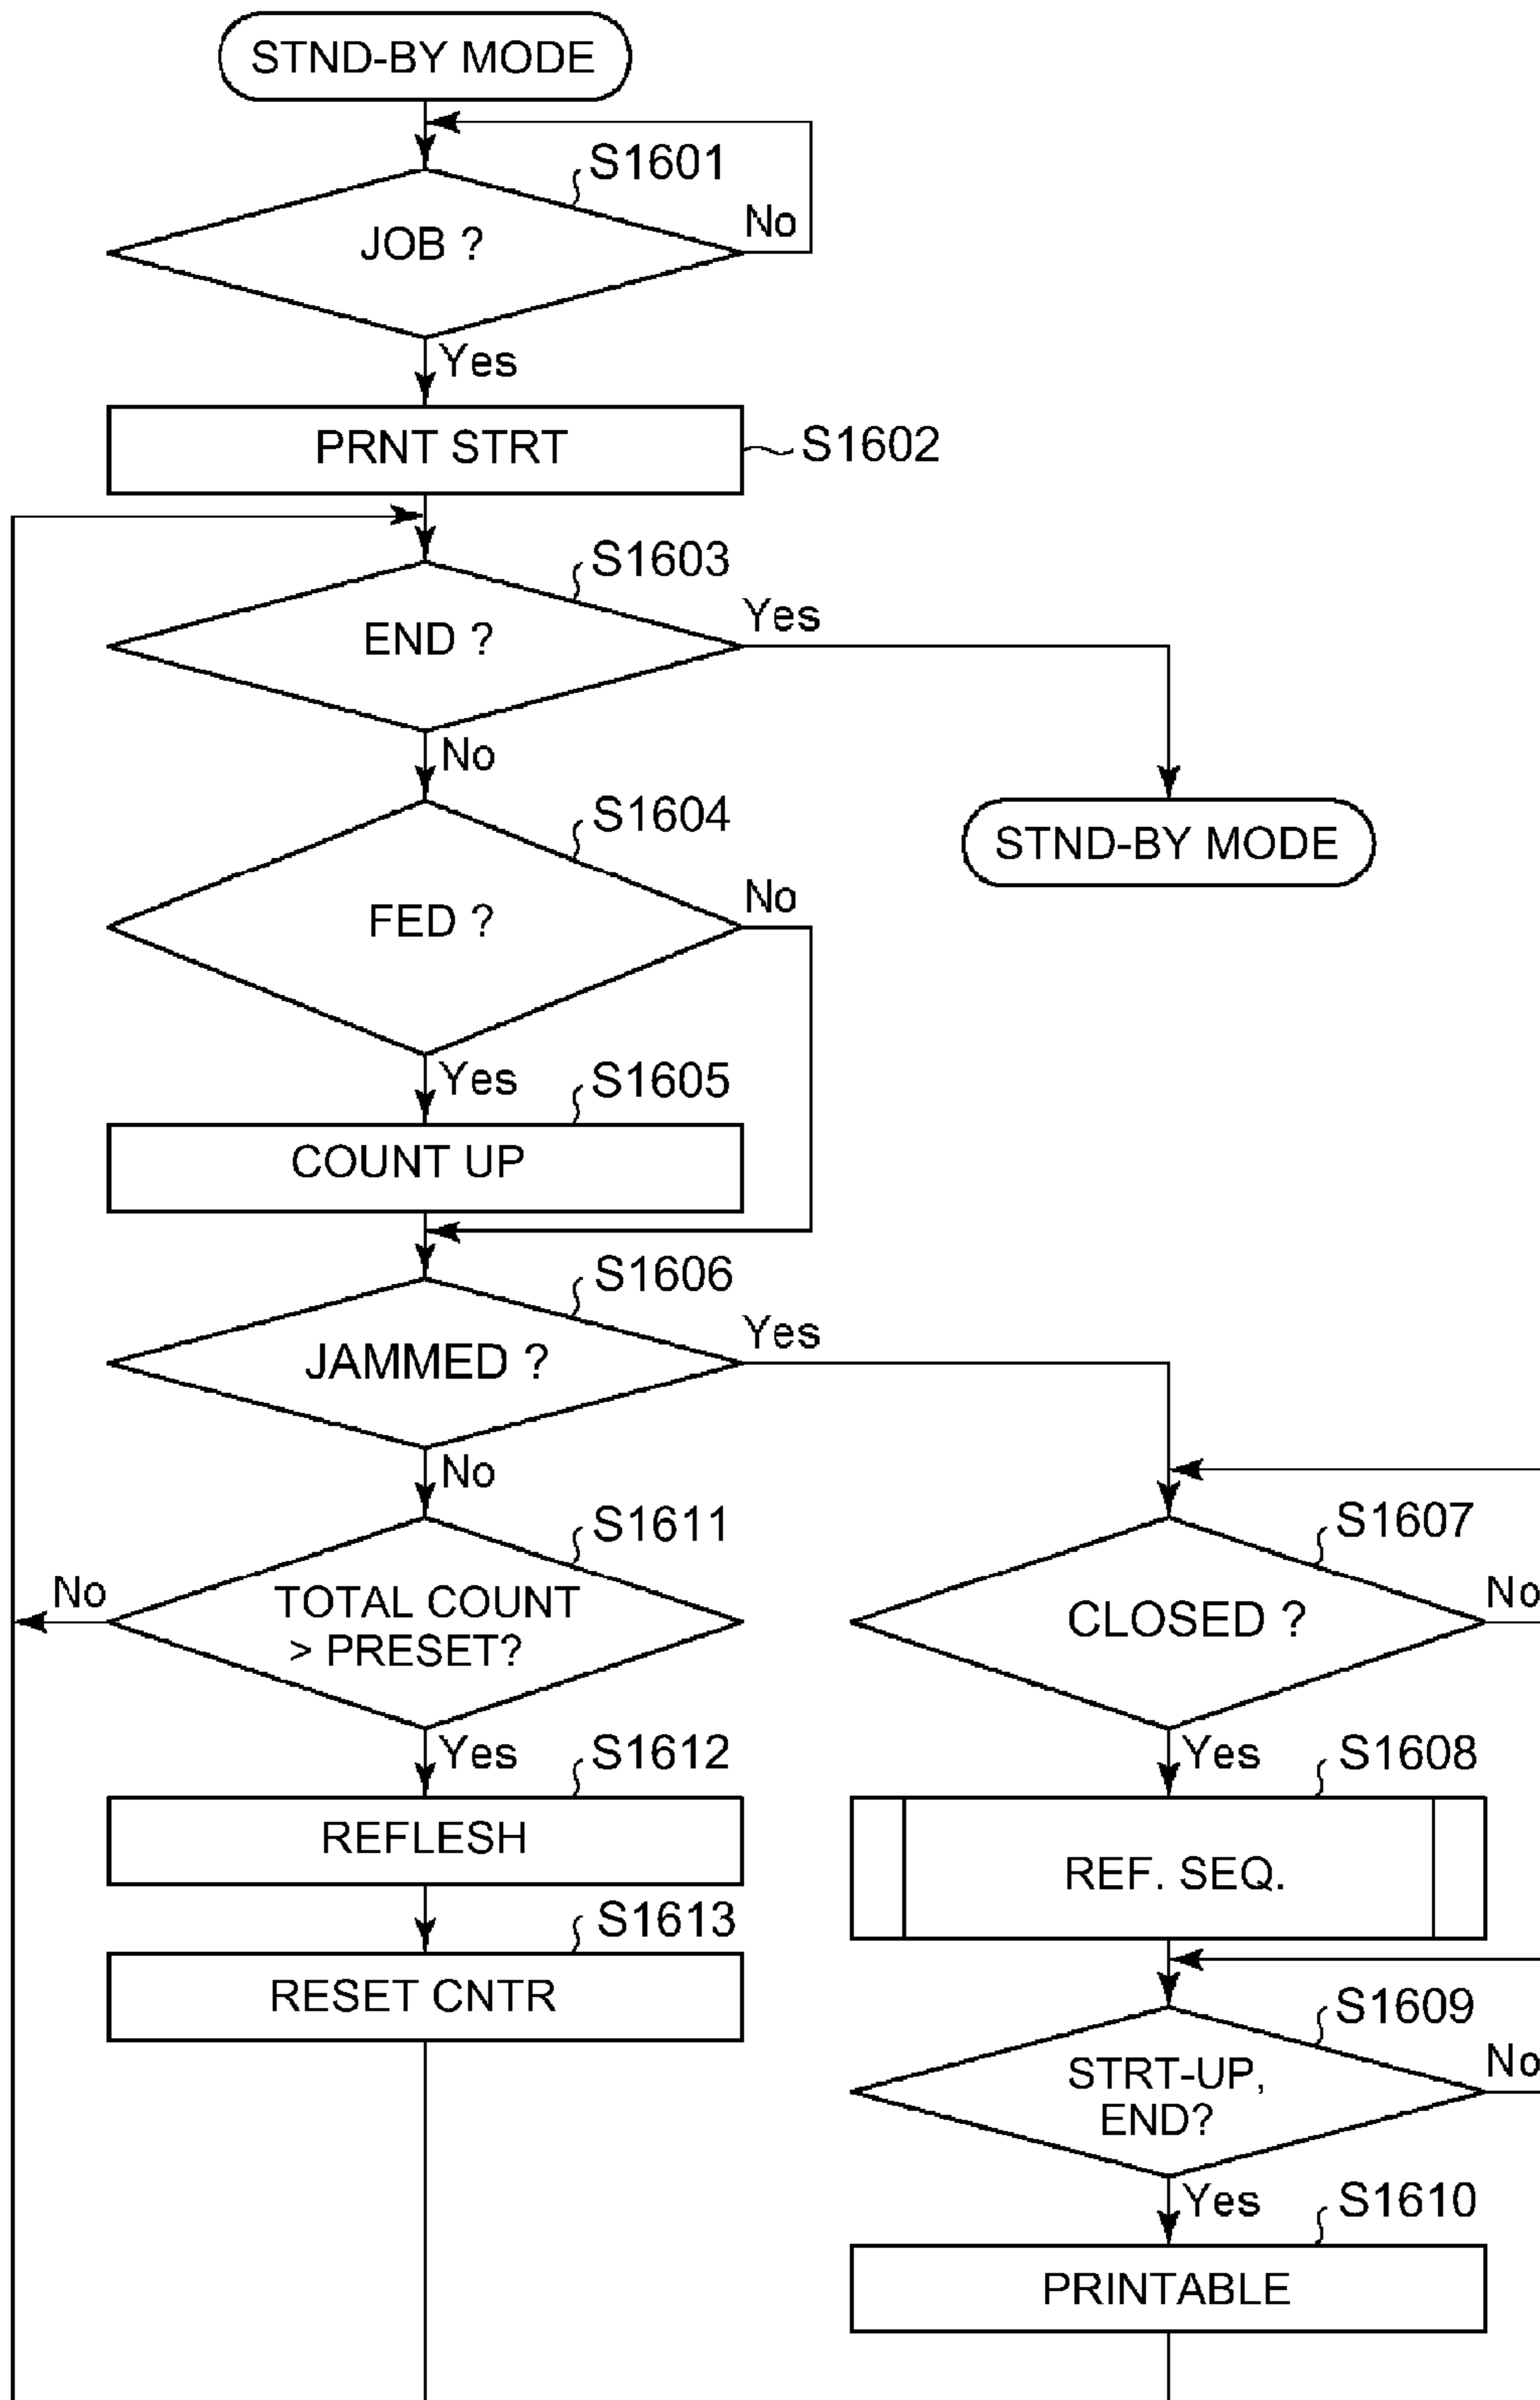 STND-BY MODE
S1601
JOB ?
No
Yes
PRNT STRT
S1602
S1603
END ?
Yes
No
STND-BY MODE
S1604
FED ?
No
Yes
S1605
COUNT UP
S1606
JAMMED ?
Yes
No
S1611
TOTAL COUNT
> PRESET?
No
Yes
S1607
CLOSED ?
No
Yes
S1612
REFLESH
S1608
REF. SEQ.
S1613
RESET CNTR
S1609
STRT-UP,
END?
No
Yes
S1610
PRINTABLE